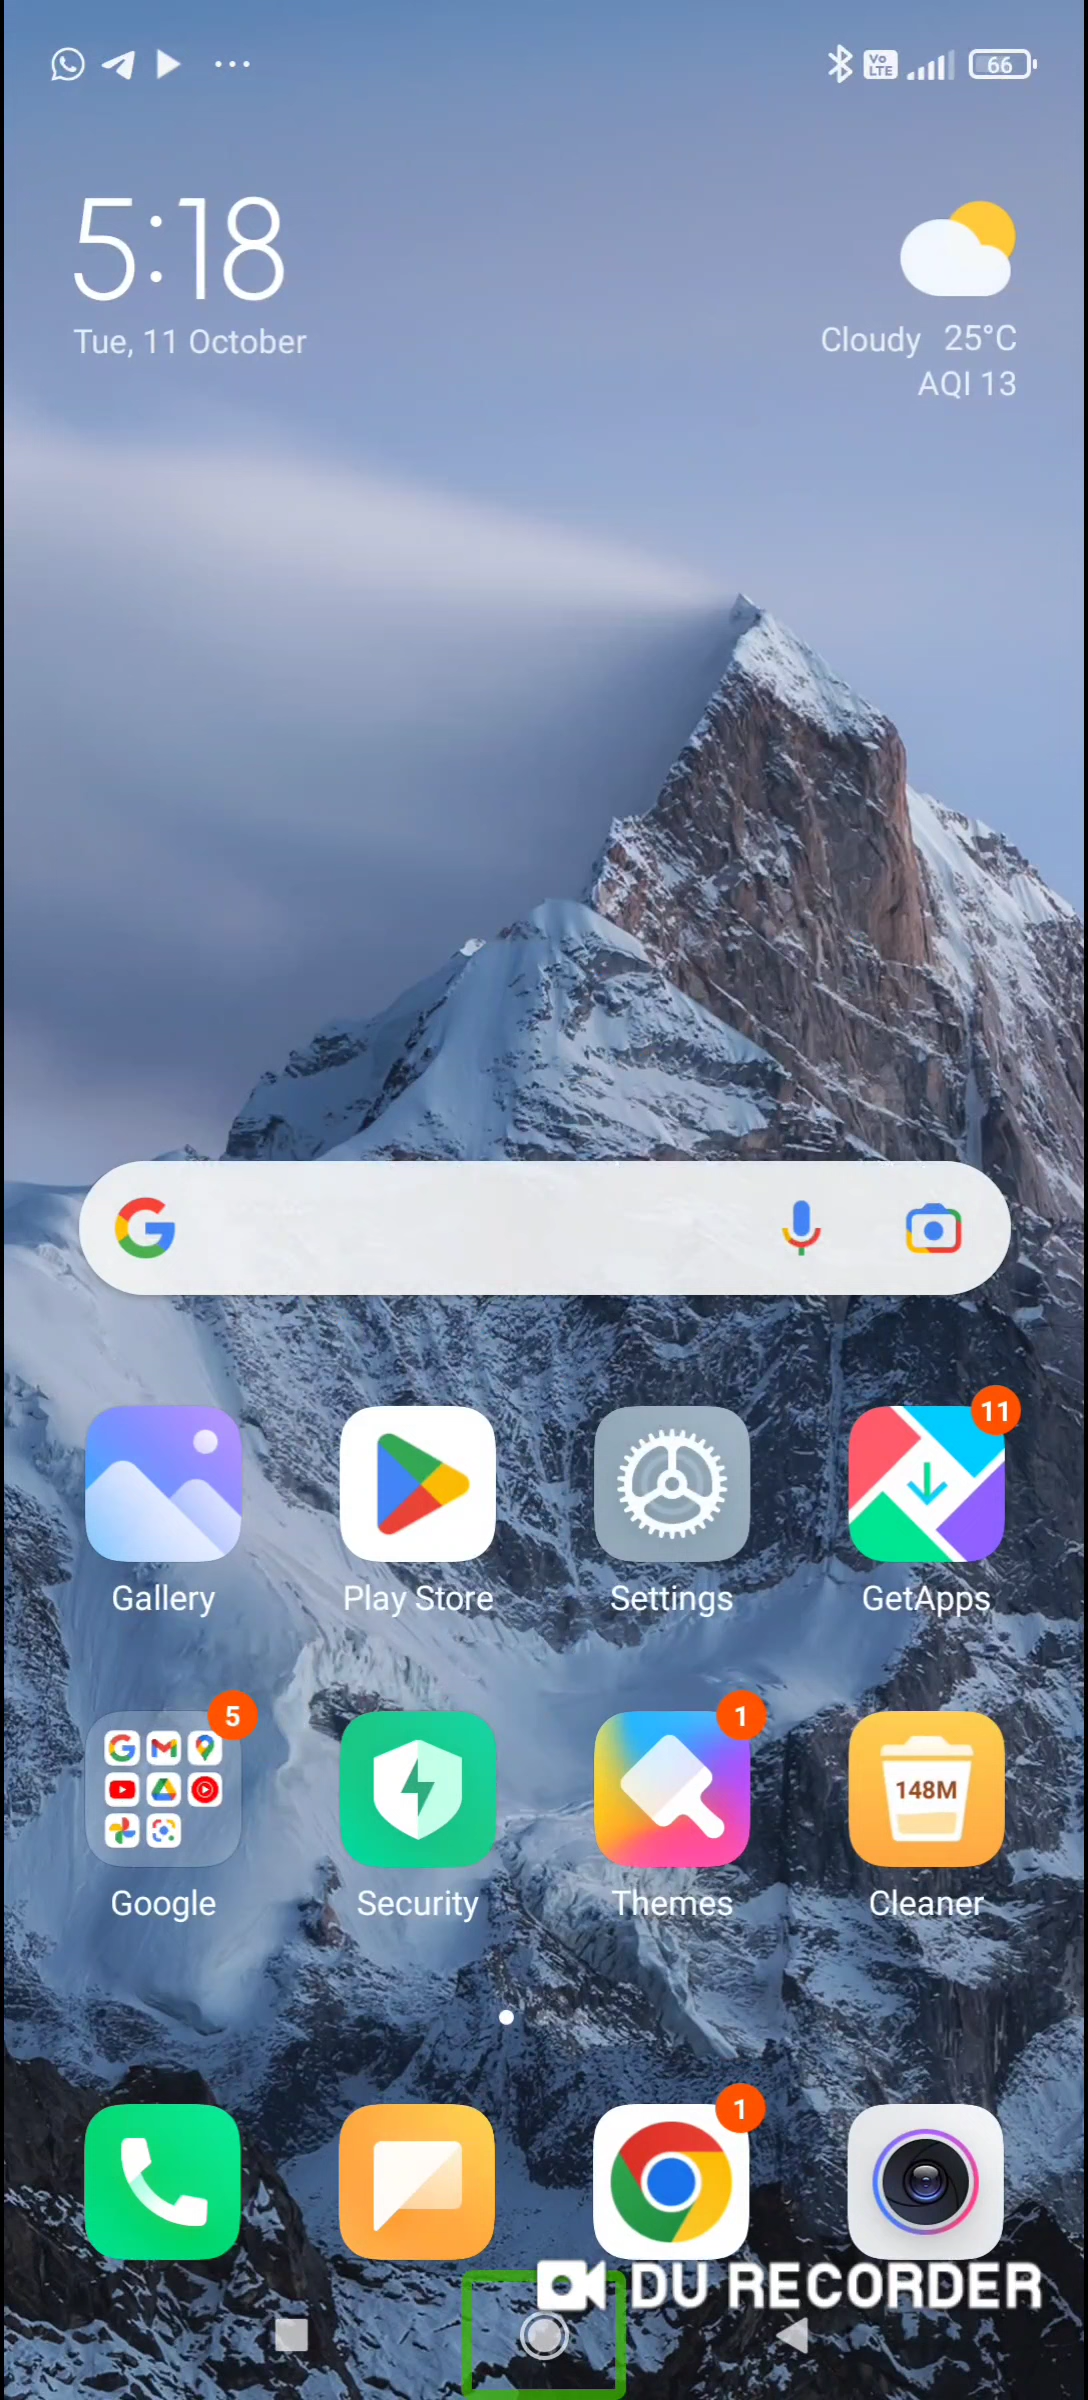 66
5:18
Tue, 11 October
Cloudy 25°C
AQI 13
11
Gallery
Play Store
Settings
GetApps
5
1
148M
Google
Security
Themes
Cleaner
1
DU RECORDER